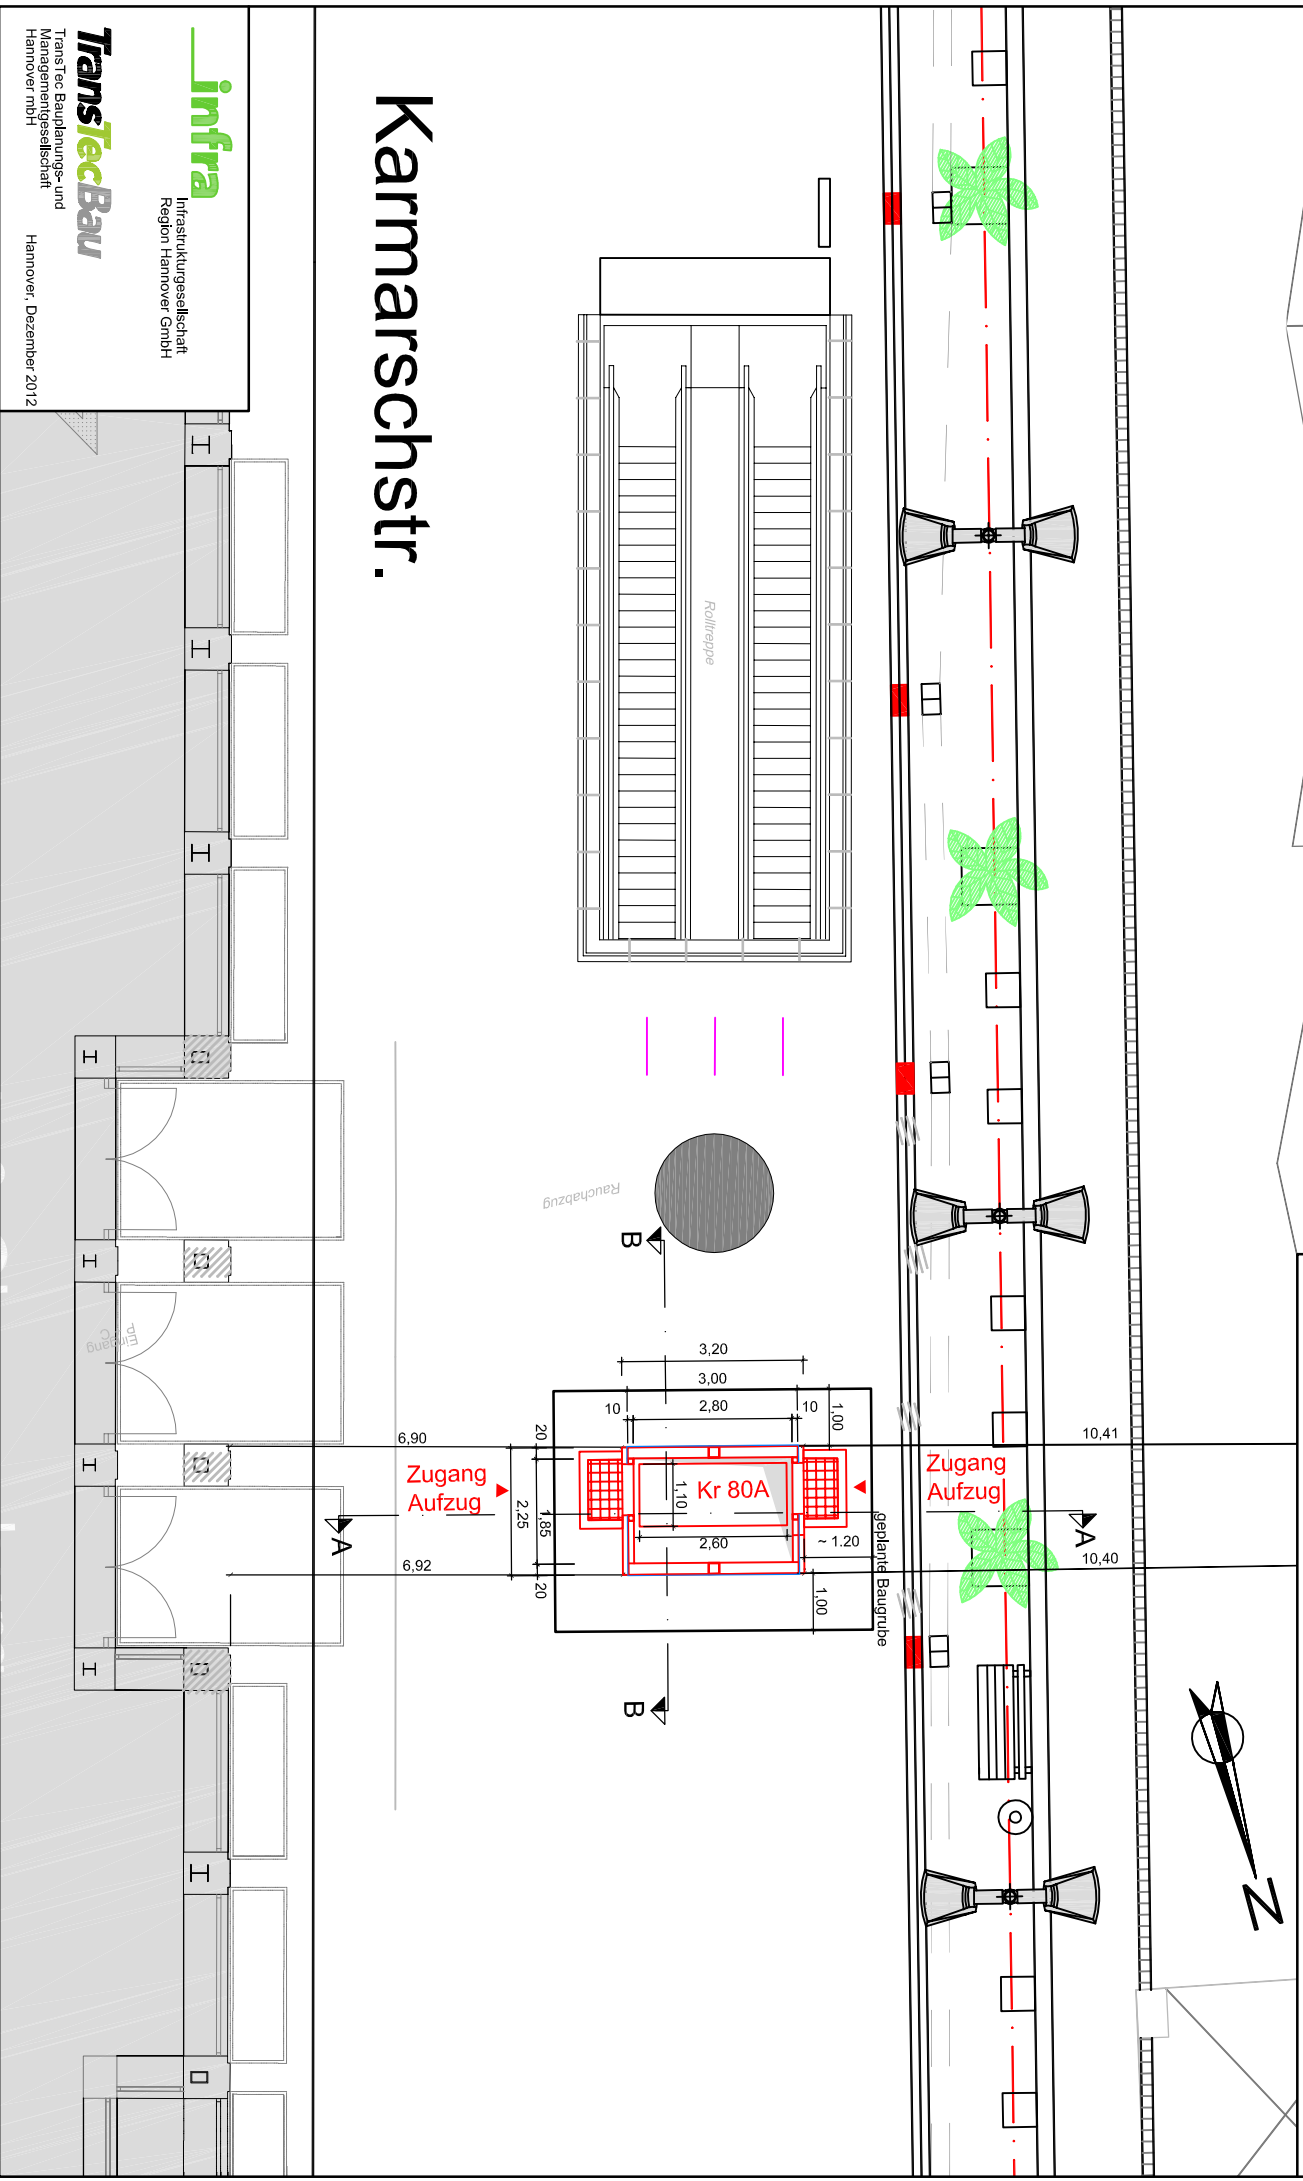 infra
Infrastrukturgesellschaft
Region Hannover GmbH
TransTecBau
TransTec Bauplanungs- und
Managementgesellschaft
Hannover mbH
Hannover, Dezember 2012
Karmarschstr.
Rolltreppe
Rauchabzug
B
3,20
3,00
10
2,80
10
1,00
20
6,90
10,41
Zugang
Aufzug
Zugang
Aufzug
Kr 80A
1,10
2,25
1,85
2,60
~ 1.20
geplante Baugrube
A
A
6,92
10,40
20
1,00
B
Eingang
N